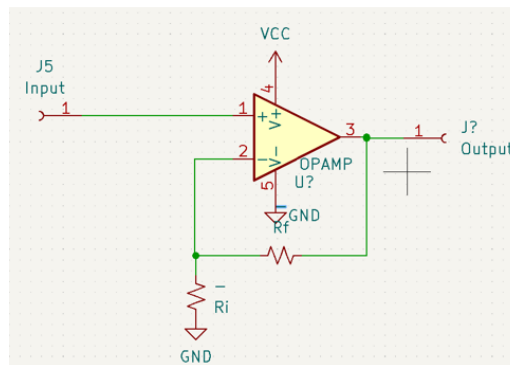 VCC
J5
Input
1
4
1
+
V+
3
1
J?
Output
2
−
V-
OPAMP
U?
5
GND
Rf
Ri
GND